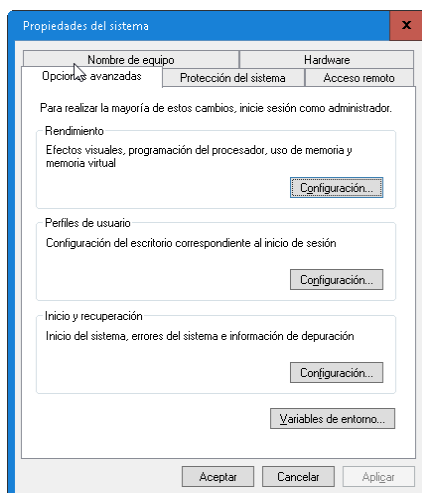 Propiedades del sistema
x
Nombre de equipo
Hardware
Opciones avanzadas
Protección del sistema
Acceso remoto
Para realizar la mayoría de estos cambios, inicie sesión como administrador.
Rendimiento
Efectos visuales, programación del procesador, uso de memoria y
memoria virtual
Configuración...
Perfiles de usuario
Configuración del escritorio correspondiente al inicio de sesión
Configuración...
Inicio y recuperación
Inicio del sistema, errores del sistema e información de depuración
Configuración...
Variables de entorno...
Aceptar
Cancelar
Aplicar